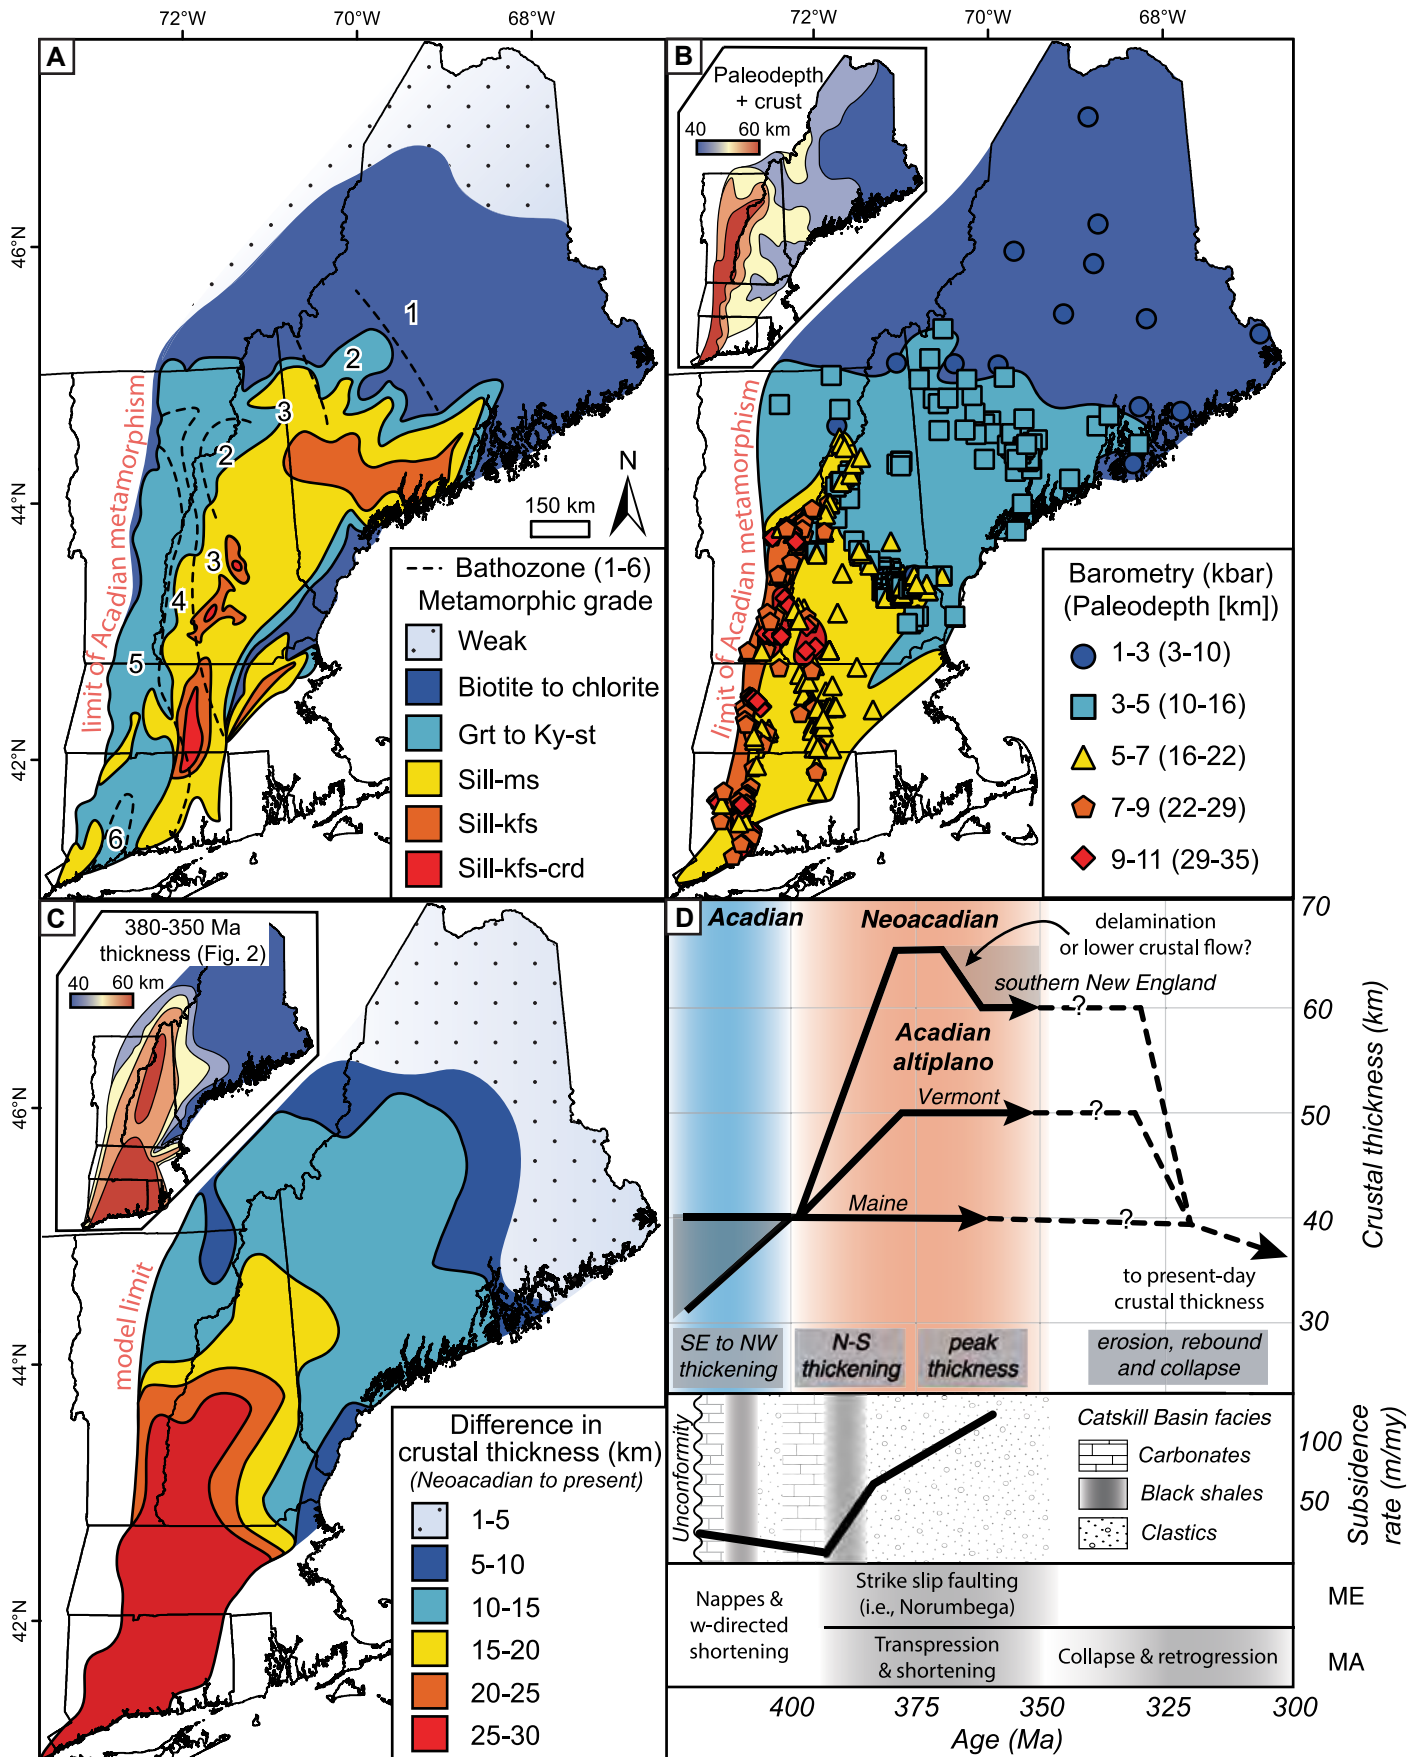 72°W
70°W
68°W
72°W
70°W
68°W
46°N
44°N
42°N
A
1
2
3
2
3
4
5
6
limit of Acadian metamorphism
N
150 km
Bathozone (1-6)
Metamorphic grade
Weak
Biotite to chlorite
Grt to Ky-st
Sill-ms
Sill-kfs
Sill-kfs-crd
B
Paleodepth
+ crust
40
60 km
limit of Acadian metamorphism
Barometry (kbar)
(Paleodepth [km])
1-3 (3-10)
3-5 (10-16)
5-7 (16-22)
7-9 (22-29)
9-11 (29-35)
C
380-350 Ma
thickness (Fig. 2)
40
60 km
46°N
44°N
42°N
model limit
Difference in
crustal thickness (km)
(Neoacadian to present)
1-5
5-10
10-15
15-20
20-25
25-30
D
Acadian
Neoacadian
delamination
or lower crustal flow?
southern New England
?
Acadian
altiplano
Vermont
?
Maine
?
to present-day
crustal thickness
SE to NW
thickening
N-S
thickening
peak
thickness
erosion, rebound
and collapse
70
60
50
40
30
Crustal thickness (km)
Unconformity
Catskill Basin facies
Carbonates
Black shales
Clastics
100
50
Subsidence
rate (m/my)
Nappes &
w-directed
shortening
Strike slip faulting
(i.e., Norumbega)
ME
Transpression
& shortening
Collapse & retrogression
MA
400
375
350
325
300
Age (Ma)